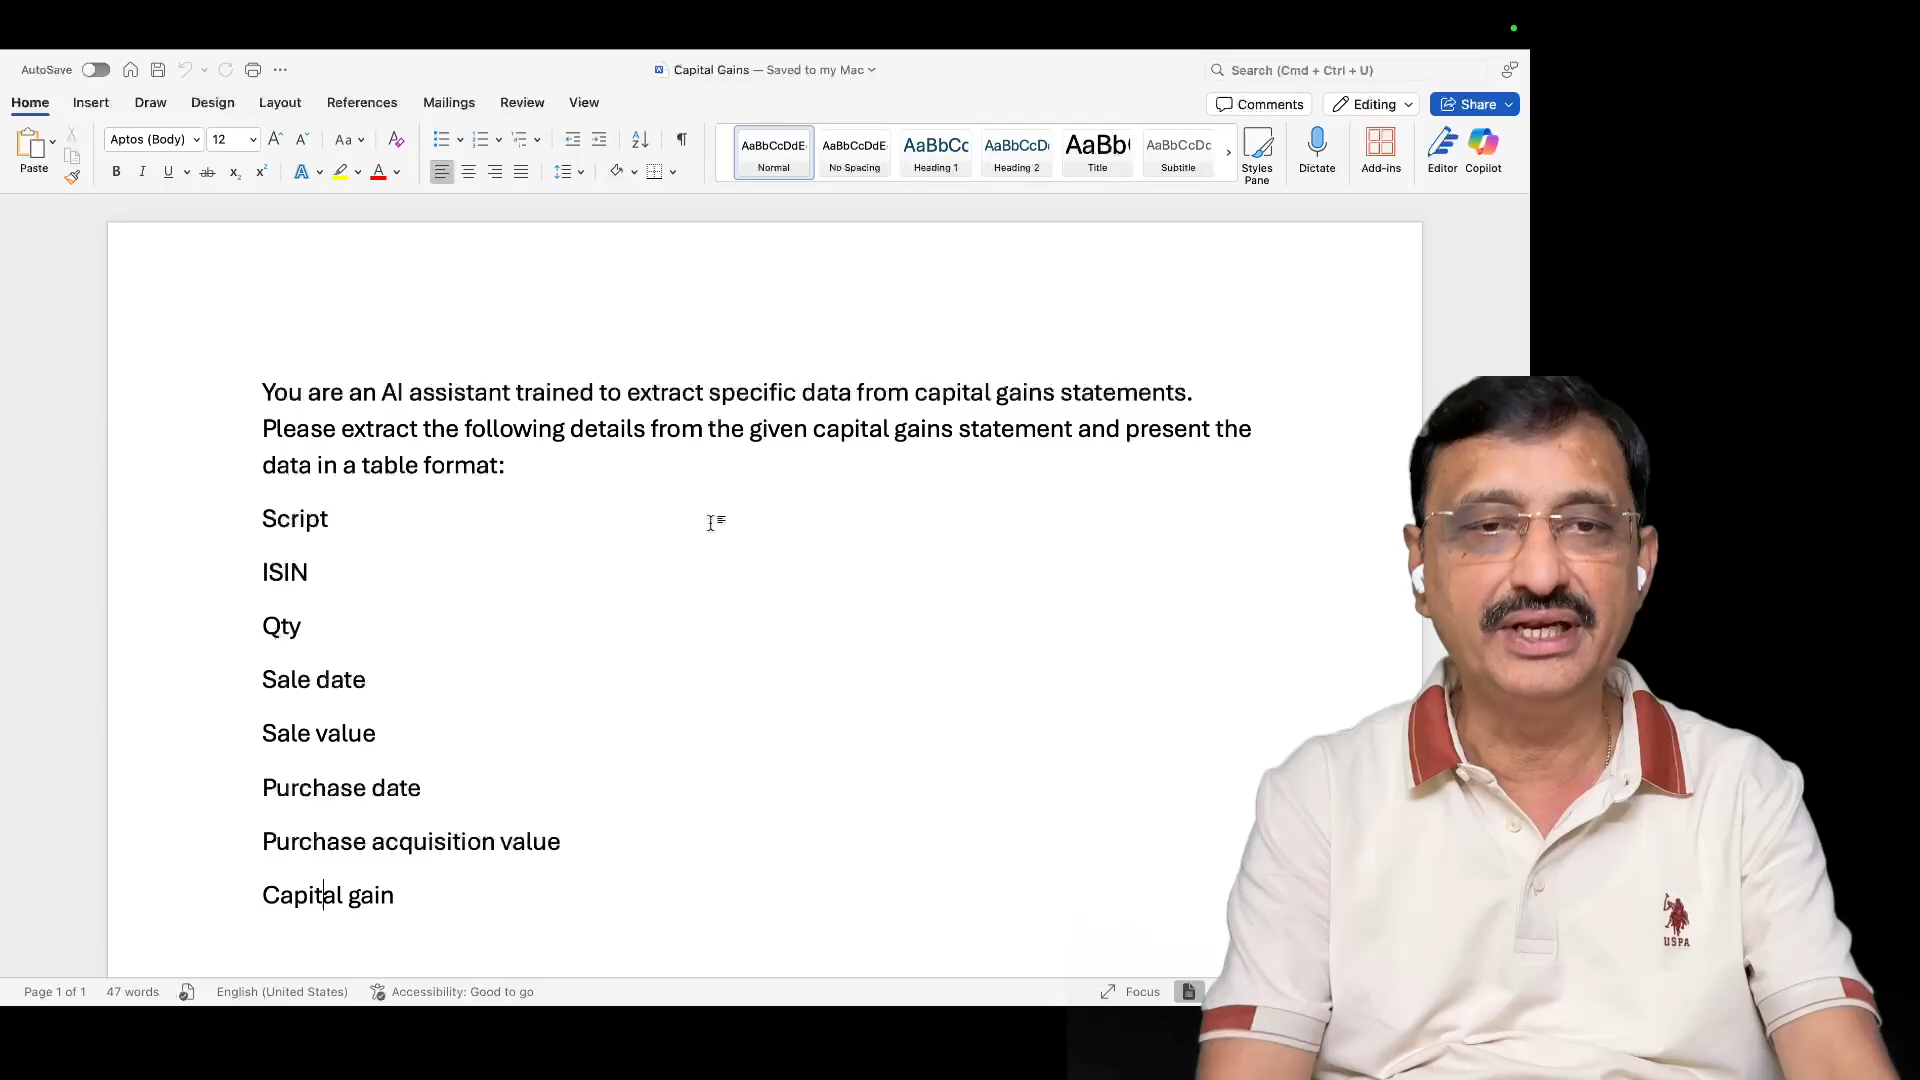 AutoSave
Capital Gains — Saved to my Mac
Search (Cmd + Ctrl + U)
Home Insert Draw Design Layout References Mailings Review View
Comments Editing Share
Paste
Aptos (Body) 12
Aa
B I U ab x₂ x² A A
AaBbCcDdE AaBbCcDdE AaBbCc AaBbCcD AaBb AaBbCcDc
Normal No Spacing Heading 1 Heading 2 Title Subtitle
Styles Pane Dictate Add-ins Editor Copilot
You are an AI assistant trained to extract specific data from capital gains statements.
Please extract the following details from the given capital gains statement and present the
data in a table format:
Script
ISIN
Qty
Sale date
Sale value
Purchase date
Purchase acquisition value
Capital gain
USPA
Page 1 of 1 47 words English (United States) Accessibility: Good to go Focus